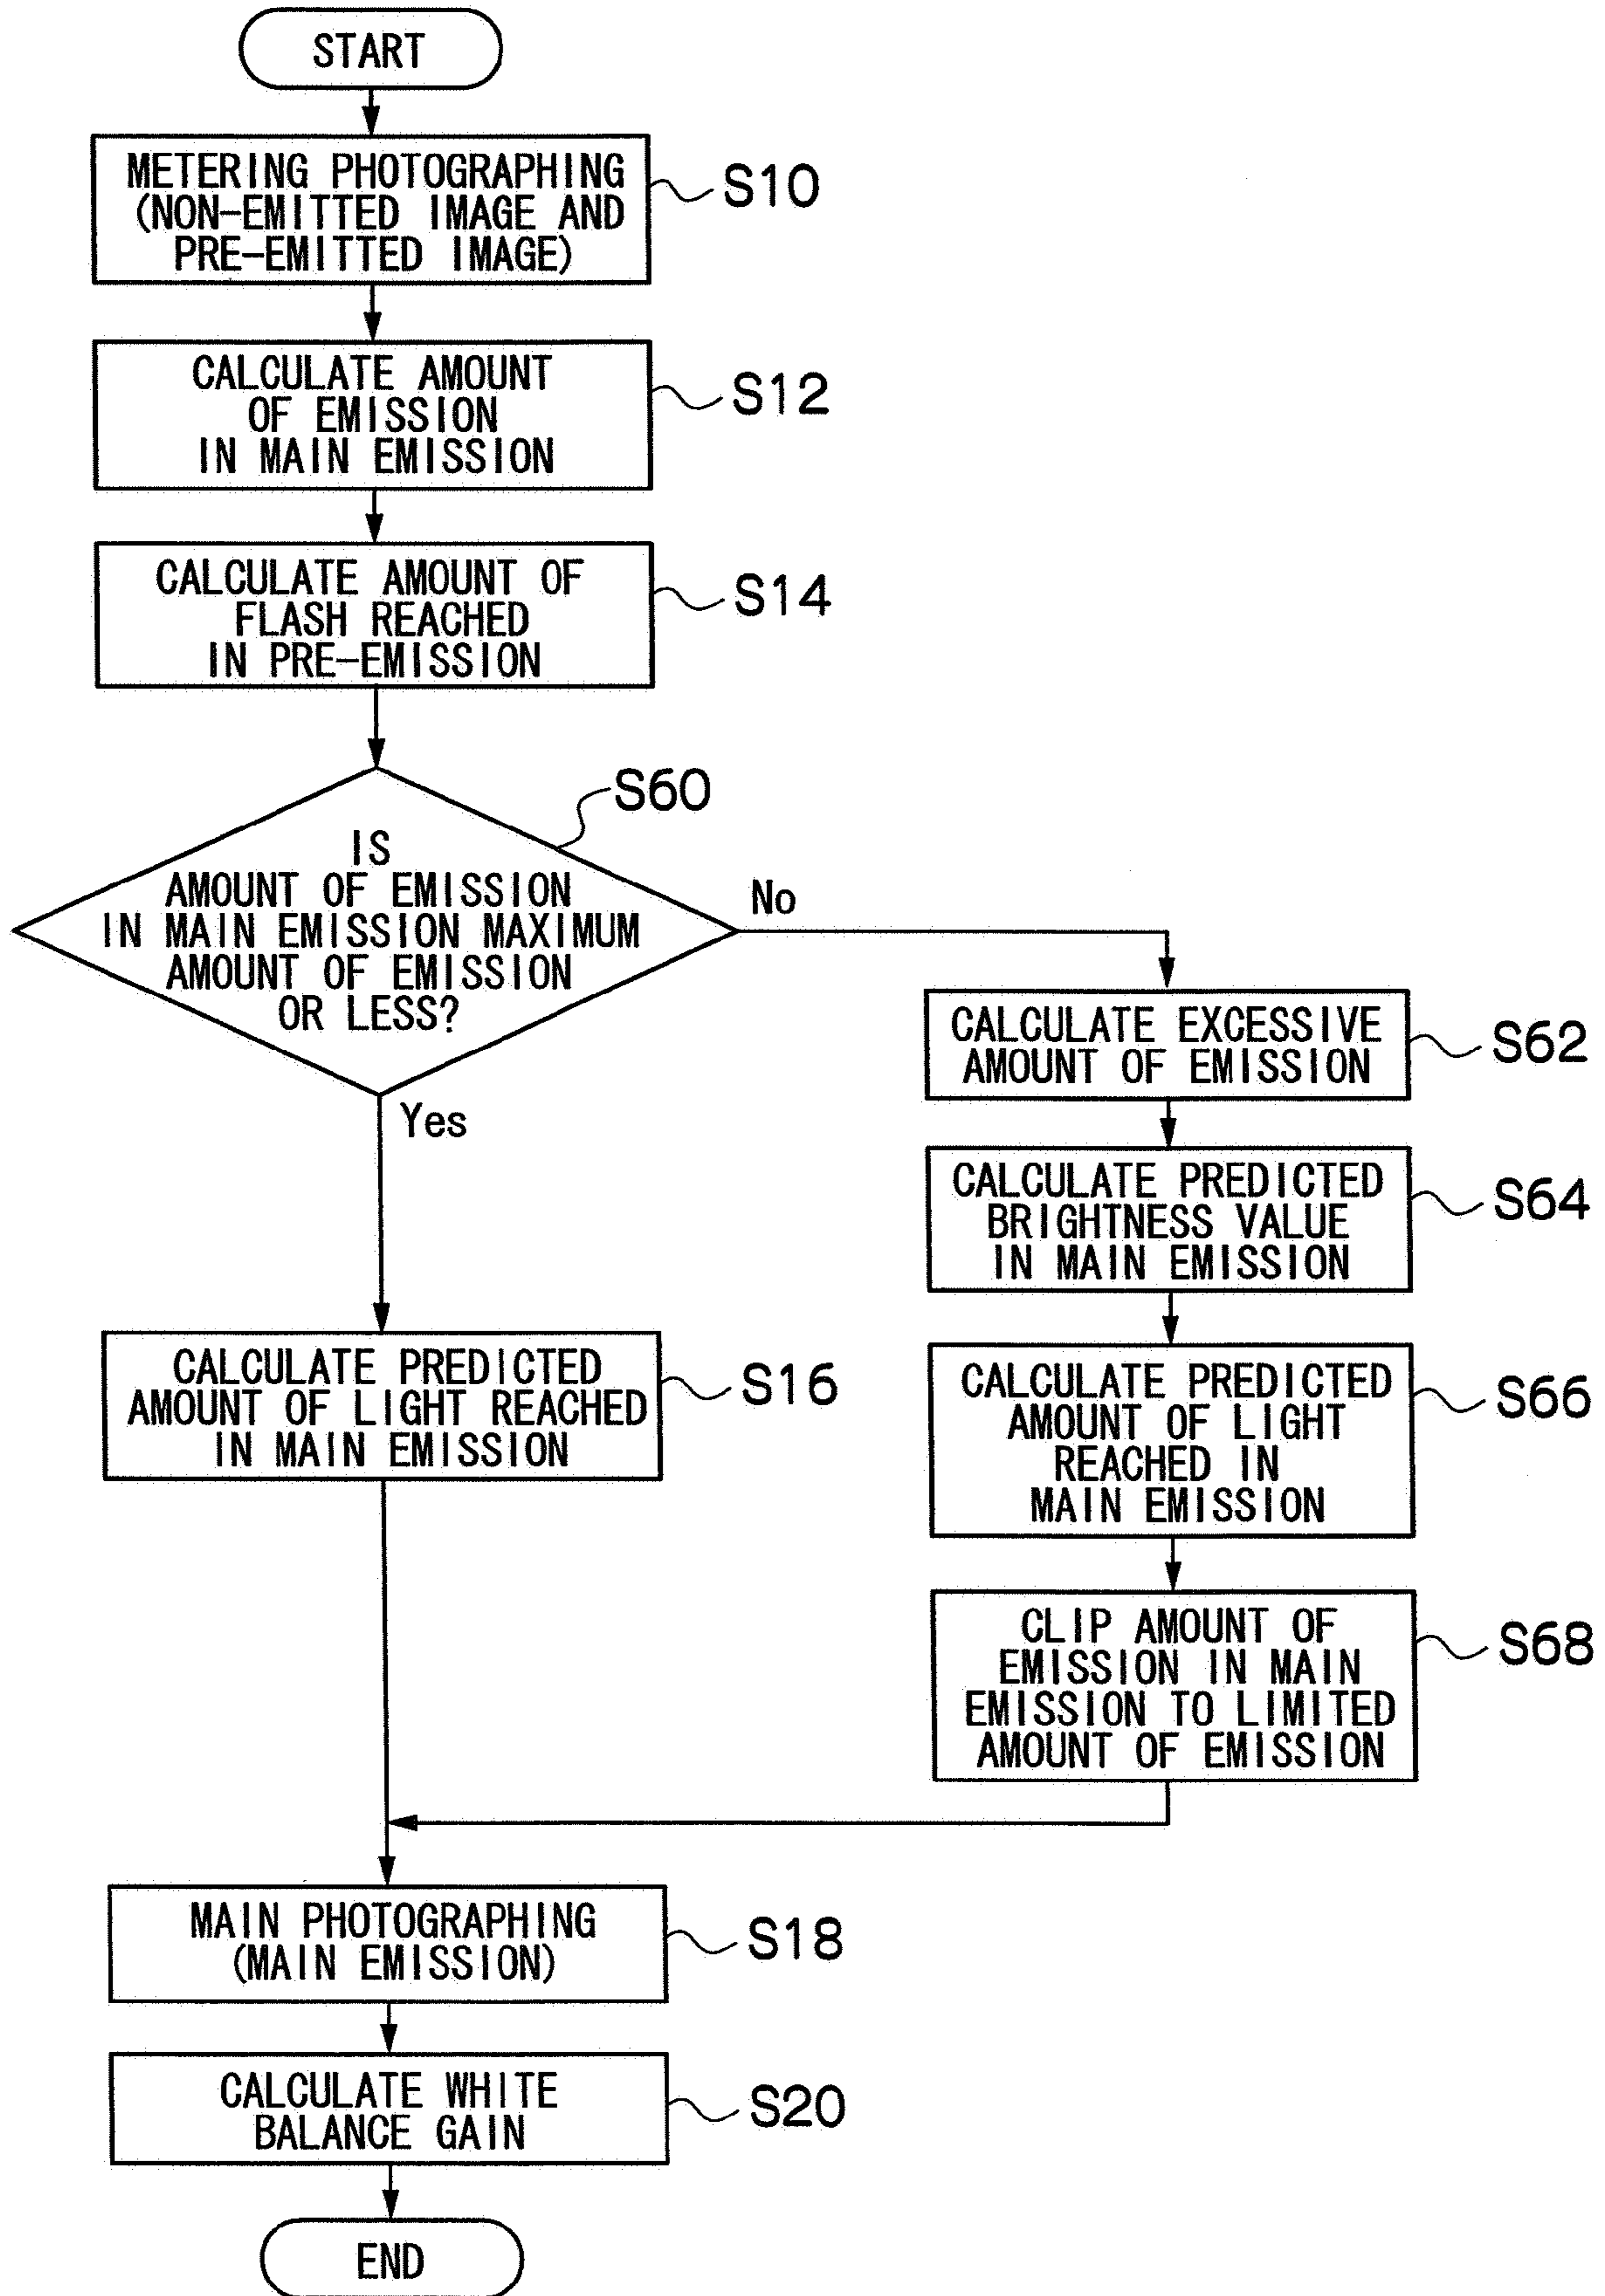 START
METERING PHOTOGRAPHING
(NON-EMITTED IMAGE AND
PRE-EMITTED IMAGE)
S10
CALCULATE AMOUNT
OF EMISSION
IN MAIN EMISSION
S12
CALCULATE AMOUNT OF
FLASH REACHED
IN PRE-EMISSION
S14
S60
IS
AMOUNT OF EMISSION
IN MAIN EMISSION MAXIMUM
AMOUNT OF EMISSION
OR LESS?
No
Yes
CALCULATE EXCESSIVE
AMOUNT OF EMISSION
S62
CALCULATE PREDICTED
BRIGHTNESS VALUE
IN MAIN EMISSION
S64
CALCULATE PREDICTED
AMOUNT OF LIGHT REACHED
IN MAIN EMISSION
S16
CALCULATE PREDICTED
AMOUNT OF LIGHT
REACHED IN
MAIN EMISSION
S66
CLIP AMOUNT OF
EMISSION IN MAIN
EMISSION TO LIMITED
AMOUNT OF EMISSION
S68
MAIN PHOTOGRAPHING
(MAIN EMISSION)
S18
CALCULATE WHITE
BALANCE GAIN
S20
END